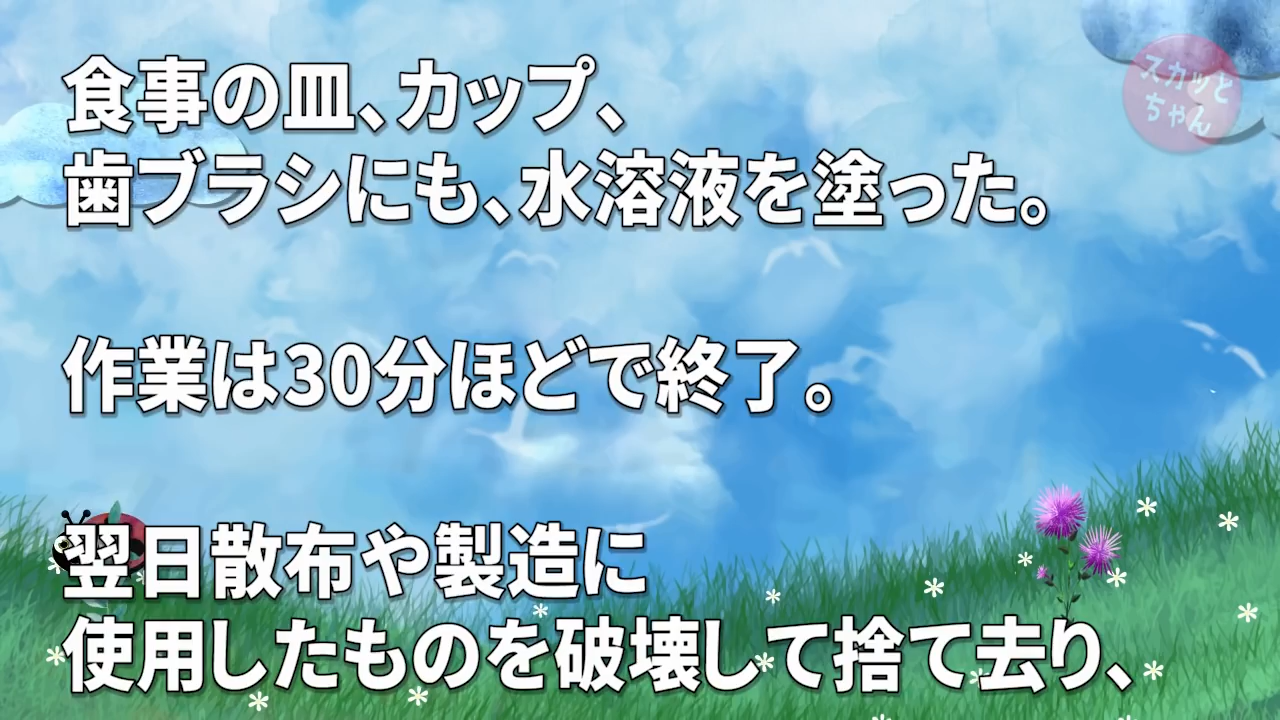 スカッと
ちゃん
食事の皿、カップ、
歯ブラシにも、水溶液を塗った。
作業は30分ほどで終了。
翌日散布や製造に
使用したものを破壊して捨て去り、